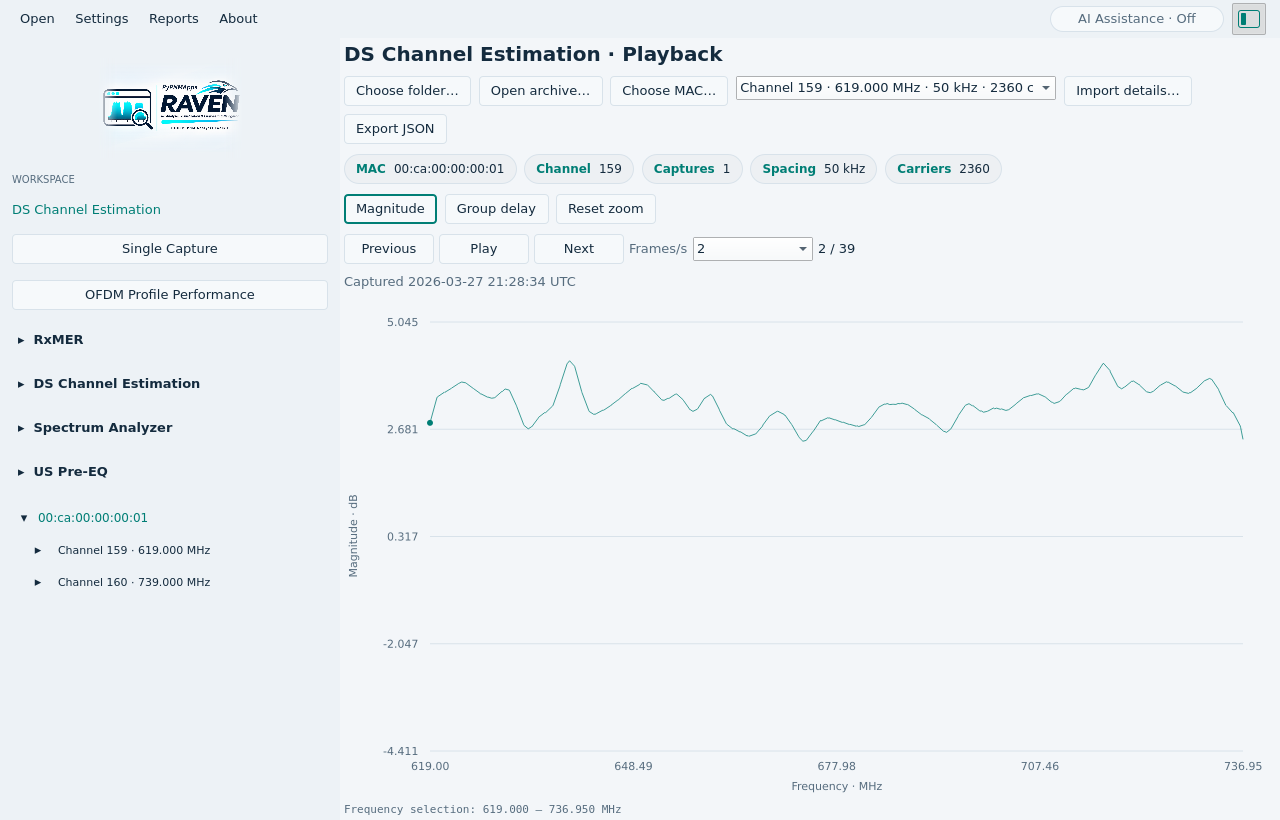 Open Settings Reports About AI Assistance · Off
PyPNMApps
RAVEN
WORKSPACE
DS Channel Estimation
Single Capture
OFDM Profile Performance
▸ RxMER
▸ DS Channel Estimation
▸ Spectrum Analyzer
▸ US Pre-EQ
▾ 00:ca:00:00:00:01
▸ Channel 159 · 619.000 MHz
▸ Channel 160 · 739.000 MHz
DS Channel Estimation · Playback
Choose folder… Open archive… Choose MAC… Channel 159 · 619.000 MHz · 50 kHz · 2360 c Import details…
Export JSON
MAC 00:ca:00:00:00:01 Channel 159 Captures 1 Spacing 50 kHz Carriers 2360
Magnitude Group delay Reset zoom
Previous Play Next Frames/s 2 2 / 39
Captured 2026-03-27 21:28:34 UTC
5.045
2.681
0.317
-2.047
-4.411
Magnitude · dB
619.00 648.49 677.98 707.46 736.95
Frequency · MHz
Frequency selection: 619.000 – 736.950 MHz